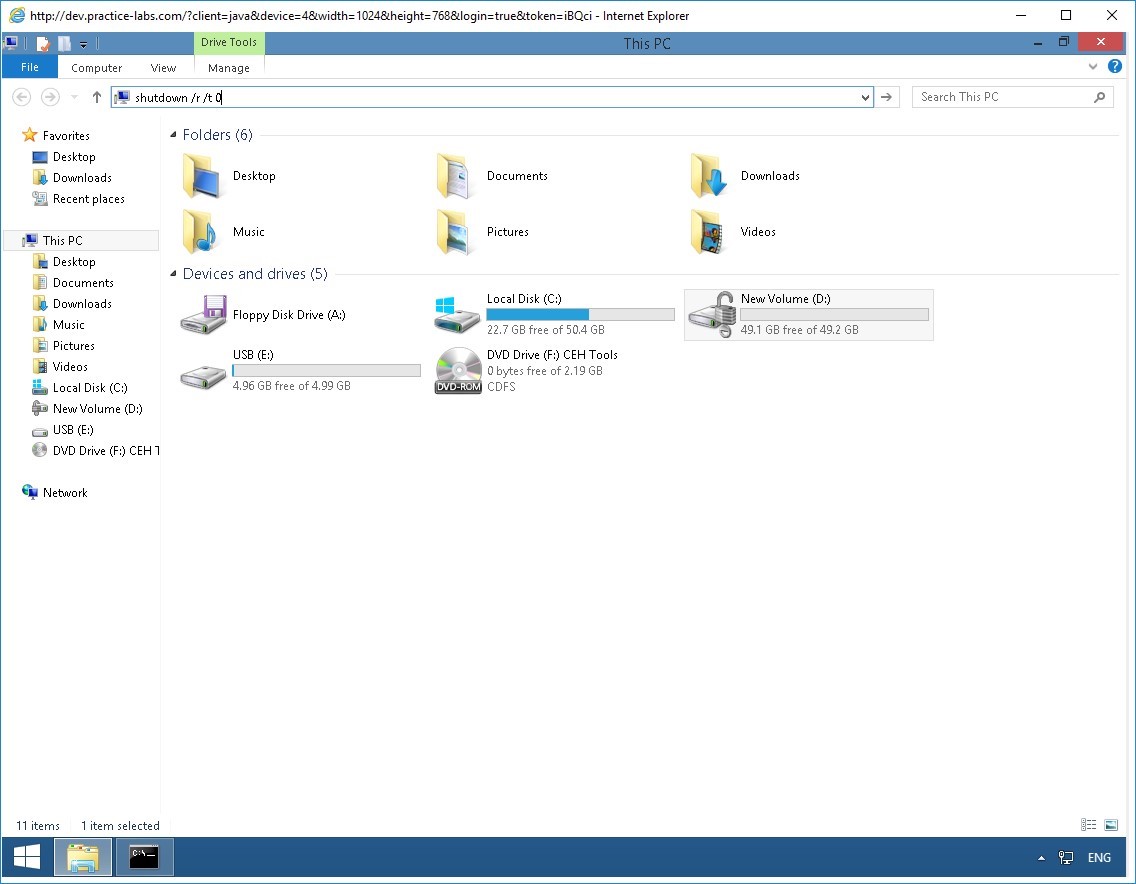 http://dev.practice-labs.com/?client=java&device=4&width=1024&height=768&login=true&token=iBQci - Internet Explorer
Drive Tools
This PC
File Computer View Manage
shutdown /r /t 0
Search This PC
Favorites
Desktop
Downloads
Recent places
This PC
Desktop
Documents
Downloads
Music
Pictures
Videos
Local Disk (C:)
New Volume (D:)
USB (E:)
DVD Drive (F:) CEH T
Network
Folders (6)
Desktop
Documents
Downloads
Music
Pictures
Videos
Devices and drives (5)
Floppy Disk Drive (A:)
Local Disk (C:)
22.7 GB free of 50.4 GB
New Volume (D:)
49.1 GB free of 49.2 GB
USB (E:)
4.96 GB free of 4.99 GB
DVD-ROM
DVD Drive (F:) CEH Tools
0 bytes free of 2.19 GB
CDFS
11 items 1 item selected
C:\_
ENG